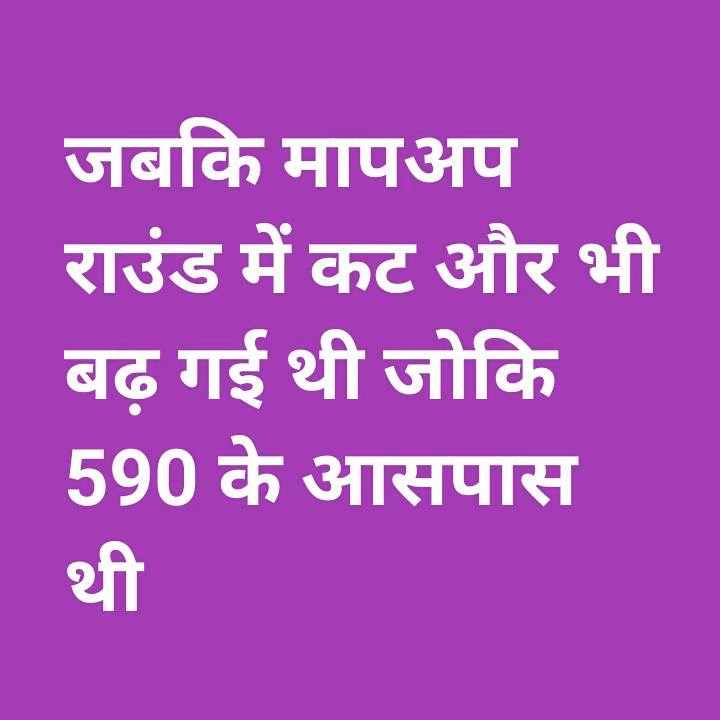 जबकि मापअप
राउंड में कट और भी
बढ़ गई थी जोकि
590 के आसपास
थी